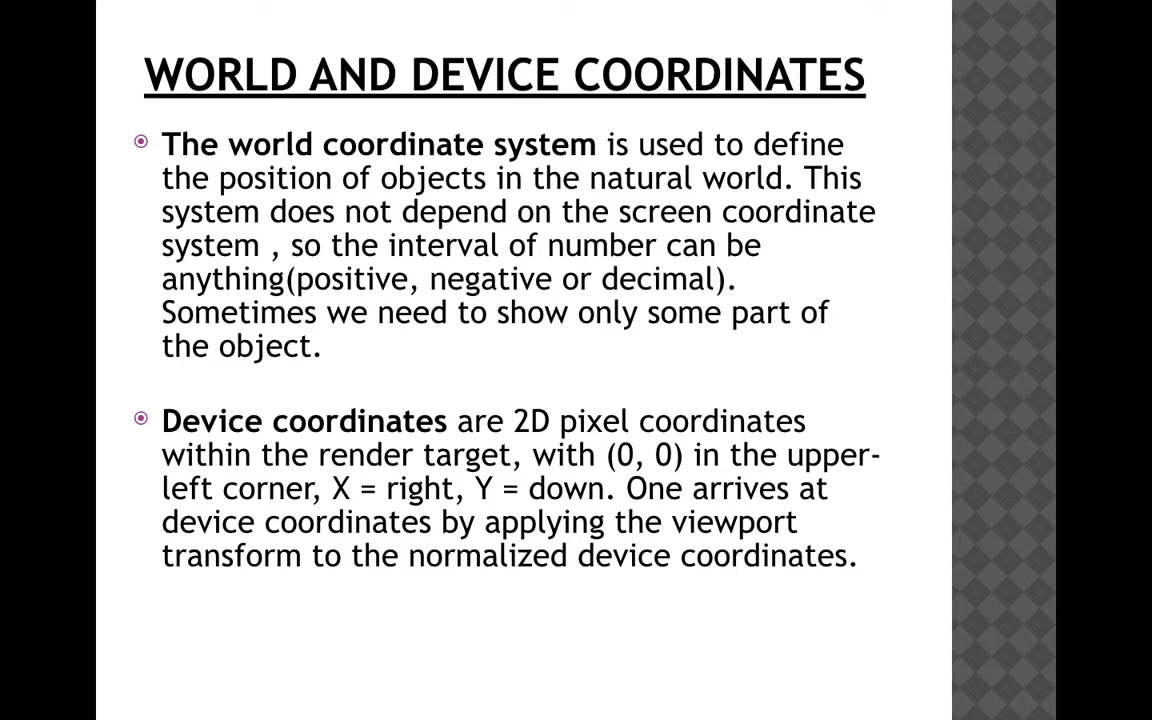 WORLD AND DEVICE COORDINATES
The world coordinate system is used to define
the position of objects in the natural world. This
system does not depend on the screen coordinate
system , so the interval of number can be
anything(positive, negative or decimal).
Sometimes we need to show only some part of
the object.
Device coordinates are 2D pixel coordinates
within the render target, with (0, 0) in the upper-
left corner, X = right, Y = down. One arrives at
device coordinates by applying the viewport
transform to the normalized device coordinates.